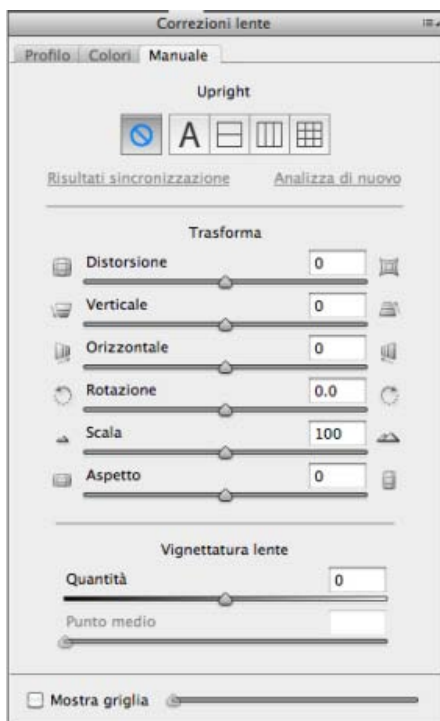 Correzioni lente
Profilo Colori Manuale
Upright
A
Risultati sincronizzazione Analizza di nuovo
Trasforma
Distorsione 0
Verticale 0
Orizzontale 0
Rotazione 0.0
Scala 100
Aspetto 0
Vignettatura lente
Quantità 0
Punto medio
Mostra griglia